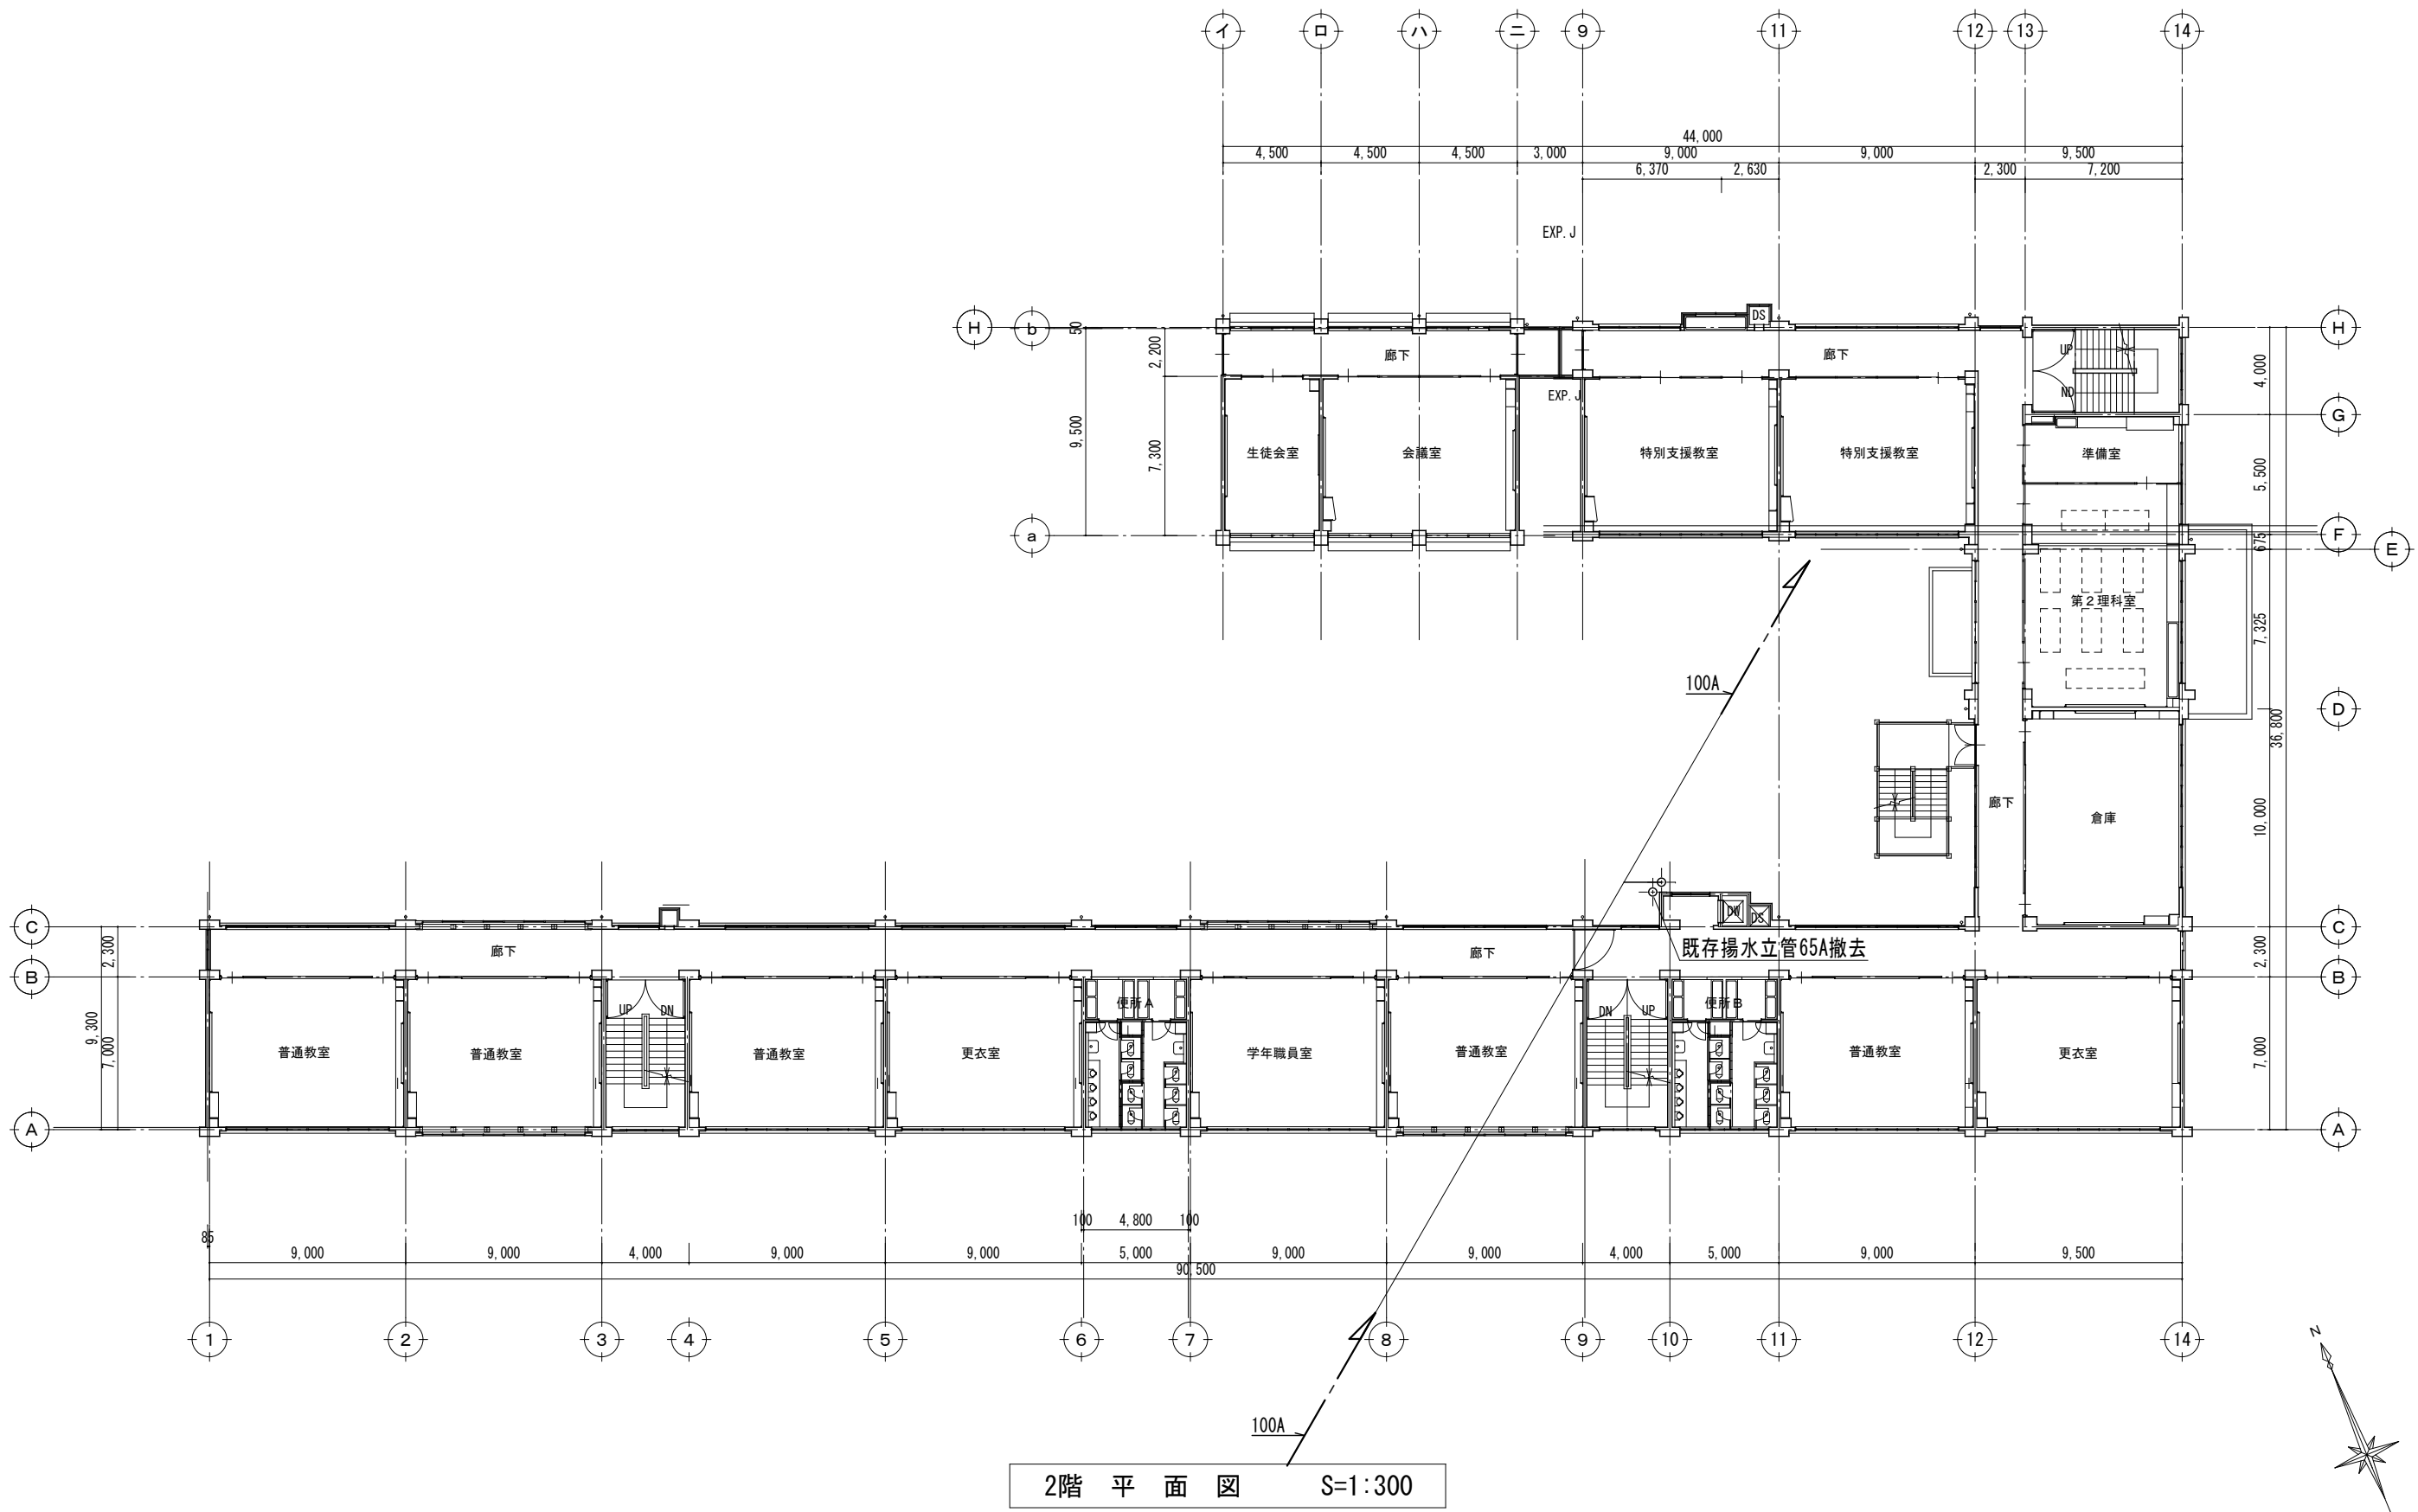 イ ロ ハ ニ 9 11 12 13 14
44,000
4,500 4,500 4,500 3,000 9,000 9,000 9,500
6,370 2,630 2,300 7,200
EXP.J
H b 50 DS H
2,200 廊下 廊下 UP 4,000
EXP.J ND
G
9,500 7,300 生徒会室 会議室 特別支援教室 特別支援教室 準備室 5,500
a F
675 E
第2理科室
7,325
100A
D
36,800
廊下 倉庫 10,000
DW DS
C C
2,300 廊下 廊下 既存揚水立管65A撤去 2,300
B B
便所A 便所B
UP DN DN UP
9,300 7,000 普通教室 普通教室 普通教室 更衣室 学年職員室 普通教室 普通教室 更衣室 7,000
A A
100 4,800 100
85
9,000 9,000 4,000 9,000 9,000 5,000 9,000 9,000 4,000 5,000 9,000 9,500
90,500
1 2 3 4 5 6 7 8 9 10 11 12 14
N
100A
2階 平 面 図 S=1:300